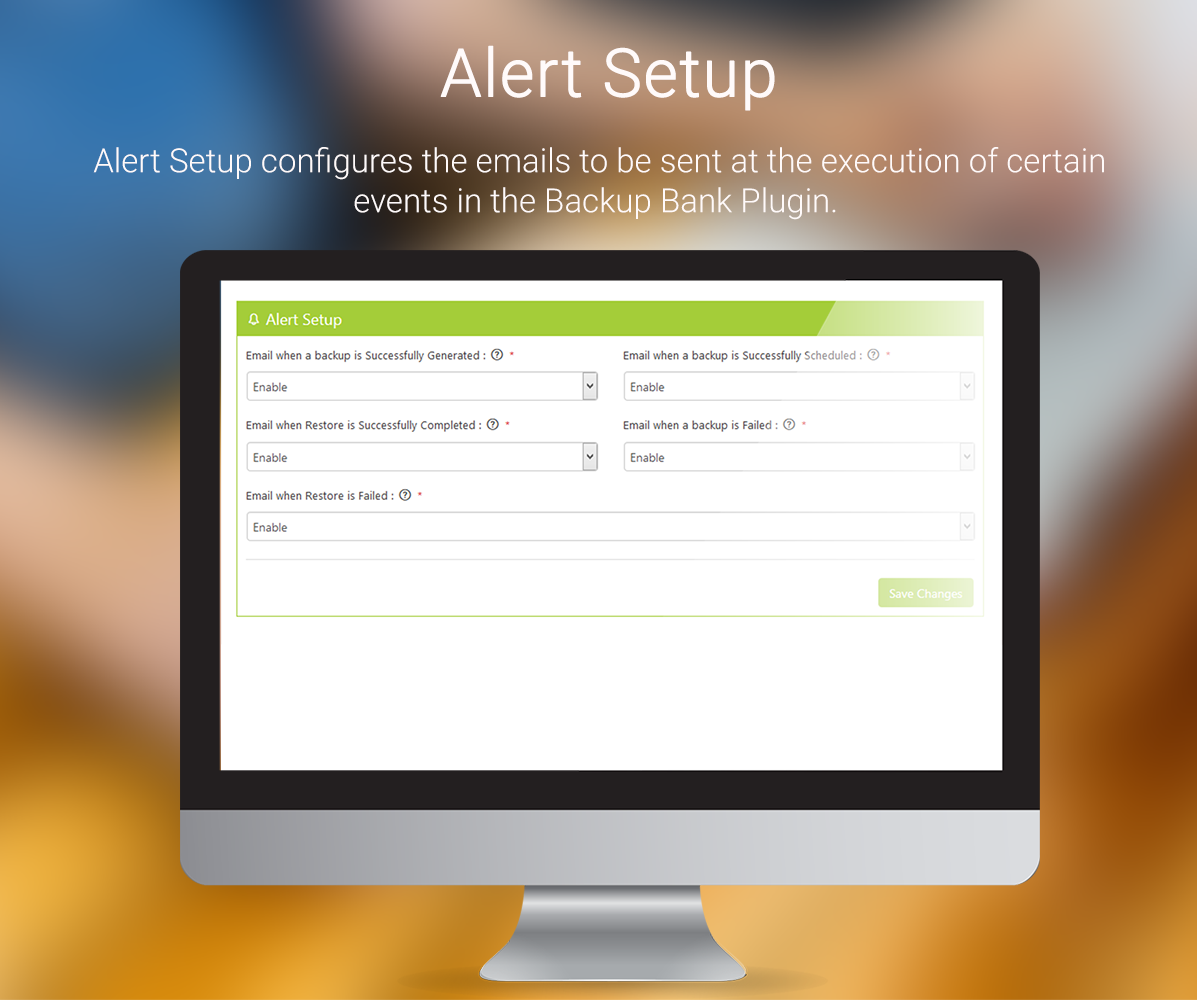 Alert Setup
Alert Setup configures the emails to be sent at the execution of certain
events in the Backup Bank Plugin.
Alert Setup
Email when a backup is Successfully Generated : ? *
Email when a backup is Successfully Scheduled : ? *
Enable
Enable
Email when Restore is Successfully Completed : ? *
Email when a backup is Failed : ? *
Enable
Enable
Email when Restore is Failed : ? *
Enable
Save Changes